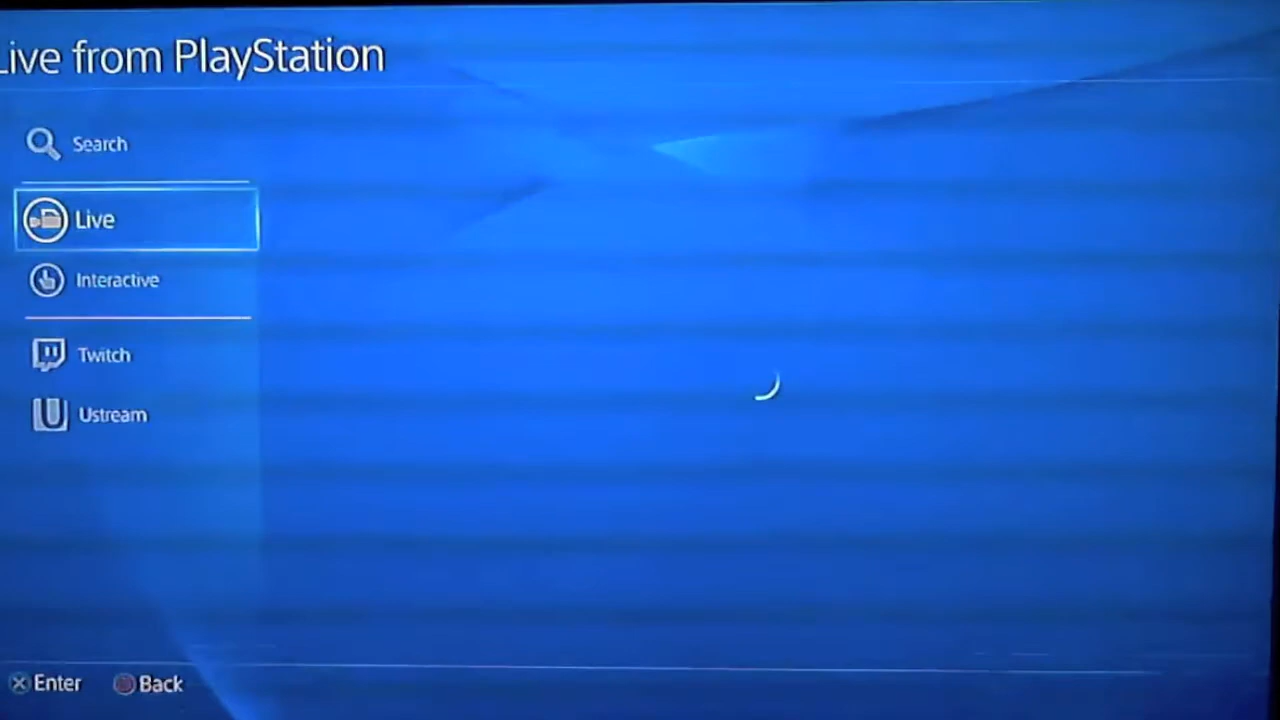 Live from PlayStation
Search
Live
Interactive
Twitch
Ustream
Enter
Back